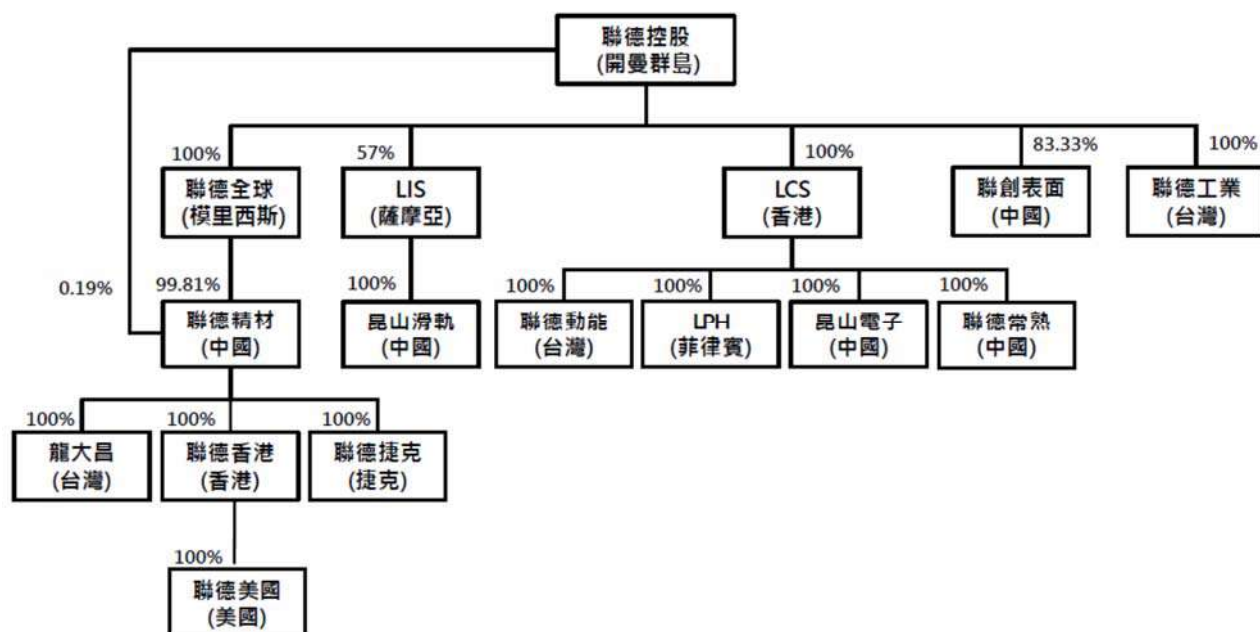 聯德控股
(開曼群島)
100%
57%
100%
83.33%
100%
聯德全球
(模里西斯)
LIS
(薩摩亞)
LCS
(香港)
聯創表面
(中國)
聯德工業
(台灣)
0.19%
99.81%
100%
100%
100%
100%
100%
聯德精材
(中國)
昆山滑軌
(中國)
聯德動能
(台灣)
LPH
(菲律賓)
昆山電子
(中國)
聯德常熟
(中國)
100%
100%
100%
龍大昌
(台灣)
聯德香港
(香港)
聯德捷克
(捷克)
100%
聯德美國
(美國)